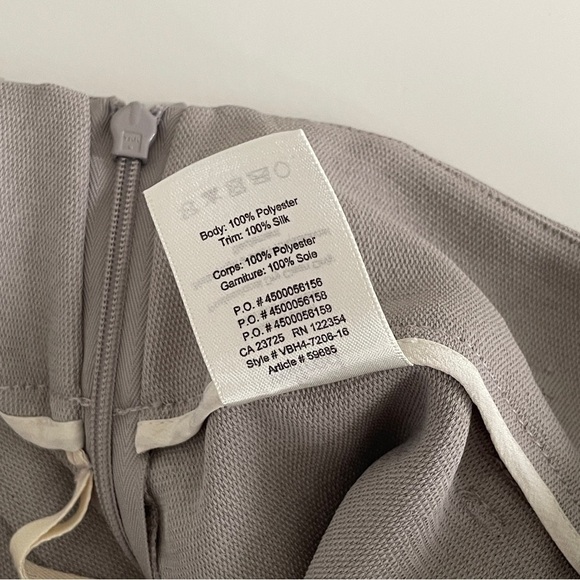 Body: 100% Polyester
Trim: 100% Silk
Corps: 100% Polyester
Garniture: 100% Soie
P.O. # 4500056156
P.O. # 4500056158
P.O. # 4500056159
CA 23725 RN 122354
Style # VBH4-7206-16
Article # 59685